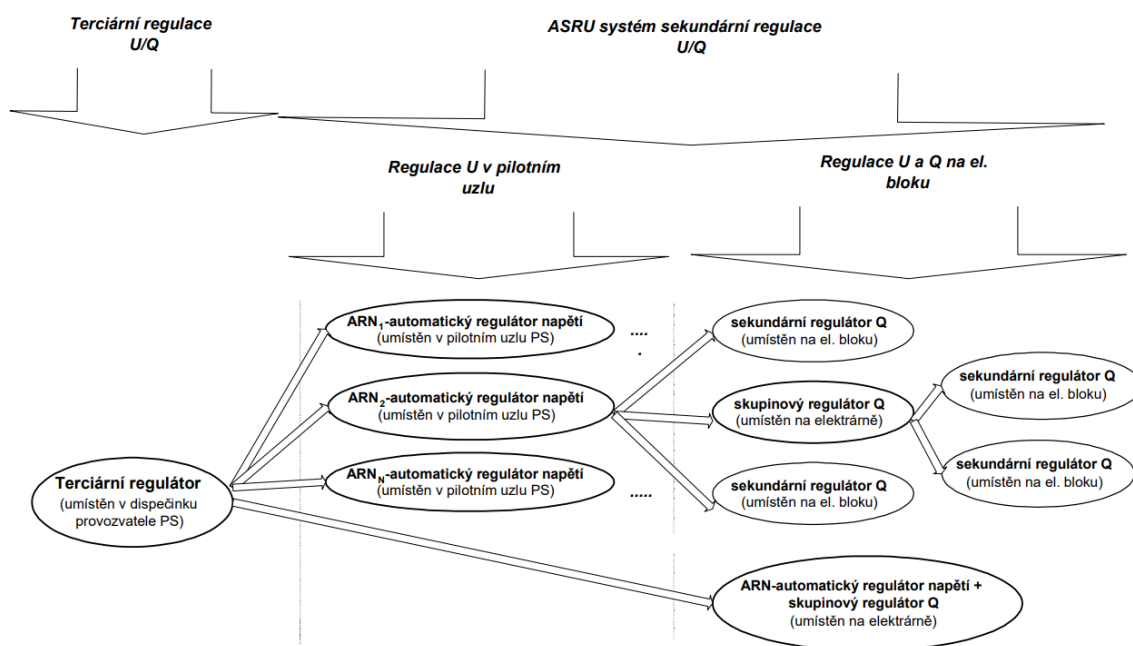 Terciární regulace
U/Q
ASRU systém sekundární regulace
U/Q
Regulace U v pilotním
uzlu
Regulace U a Q na el.
bloku
ARN1-automatický regulátor napětí
(umístěn v pilotním uzlu PS)
....
.
sekundární regulátor Q
(umístěn na el. bloku)
ARN2-automatický regulátor napětí
(umístěn v pilotním uzlu PS)
skupinový regulátor Q
(umístěn na elektrárně)
sekundární regulátor Q
(umístěn na el. bloku)
Terciární regulátor
(umístěn v dispečinku
provozvatele PS)
ARNN-automatický regulátor napětí
(umístěn v pilotním uzlu PS)
.....
sekundární regulátor Q
(umístěn na el. bloku)
sekundární regulátor Q
(umístěn na el. bloku)
ARN-automatický regulátor napětí +
skupinový regulátor Q
(umístěn na elektrárně)